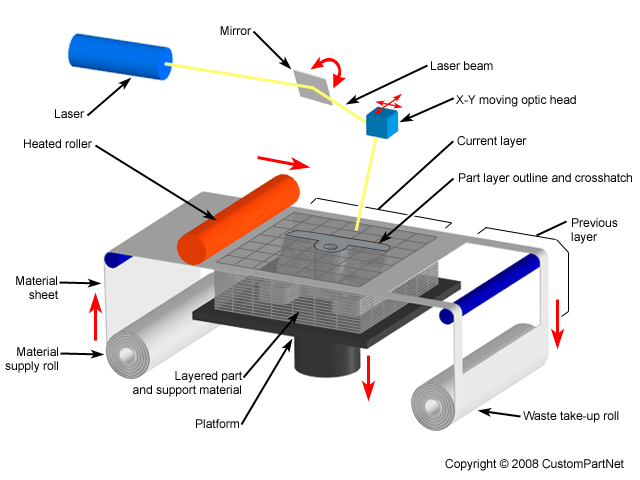 Mirror
Laser beam
Laser
X-Y moving optic head
Heated roller
Current layer
Part layer outline and crosshatch
Previous
layer
Material
sheet
Material
supply roll
Layered part
and support material
Platform
Waste take-up roll
Copyright © 2008 CustomPartNet